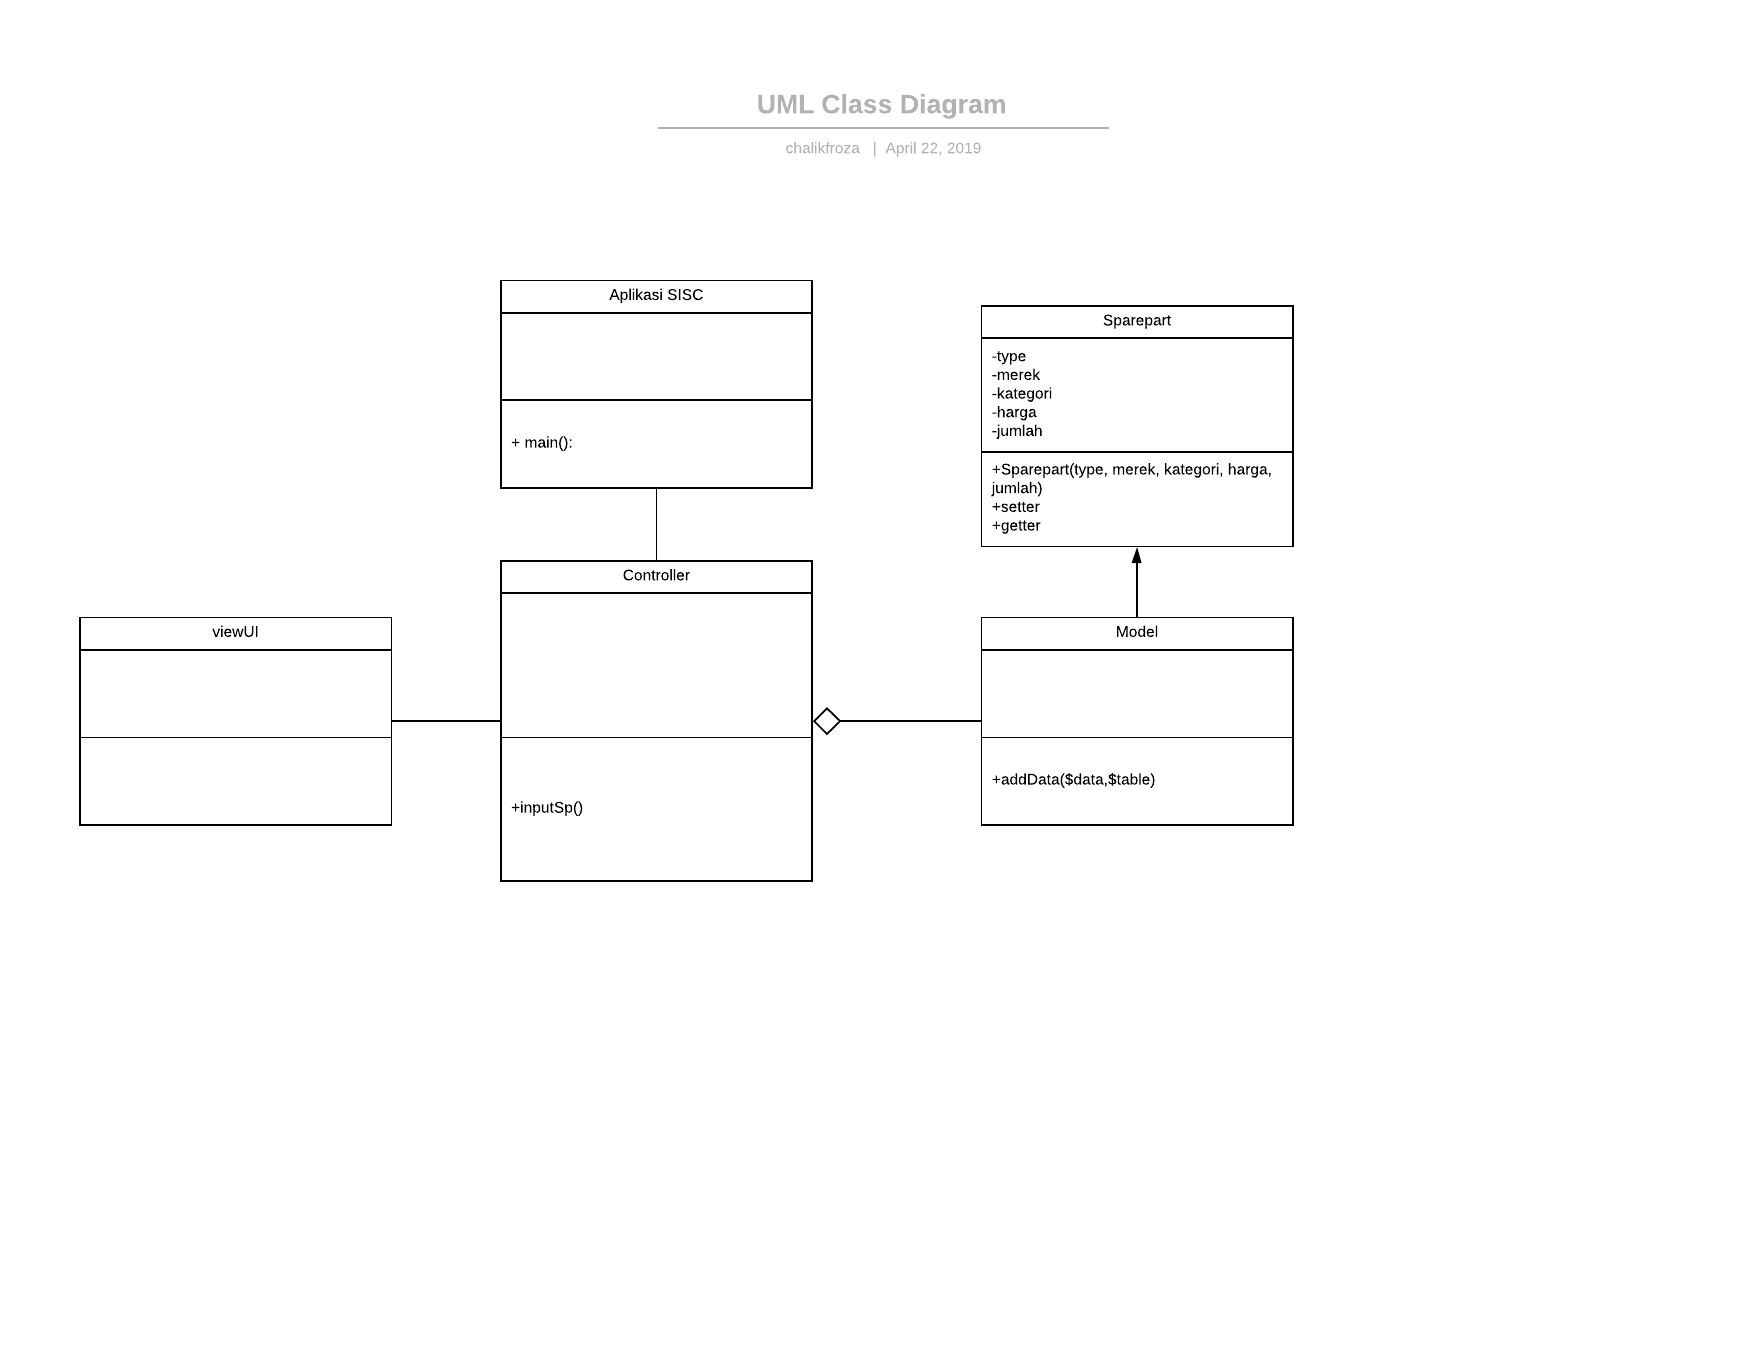 UML Class Diagram
chalikfroza | April 22, 2019
Aplikasi SISC
+ main():
Sparepart
-type
-merek
-kategori
-harga
-jumlah
+Sparepart(type, merek, kategori, harga,
jumlah)
+setter
+getter
Controller
+inputSp()
viewUI
Model
+addData($data,$table)